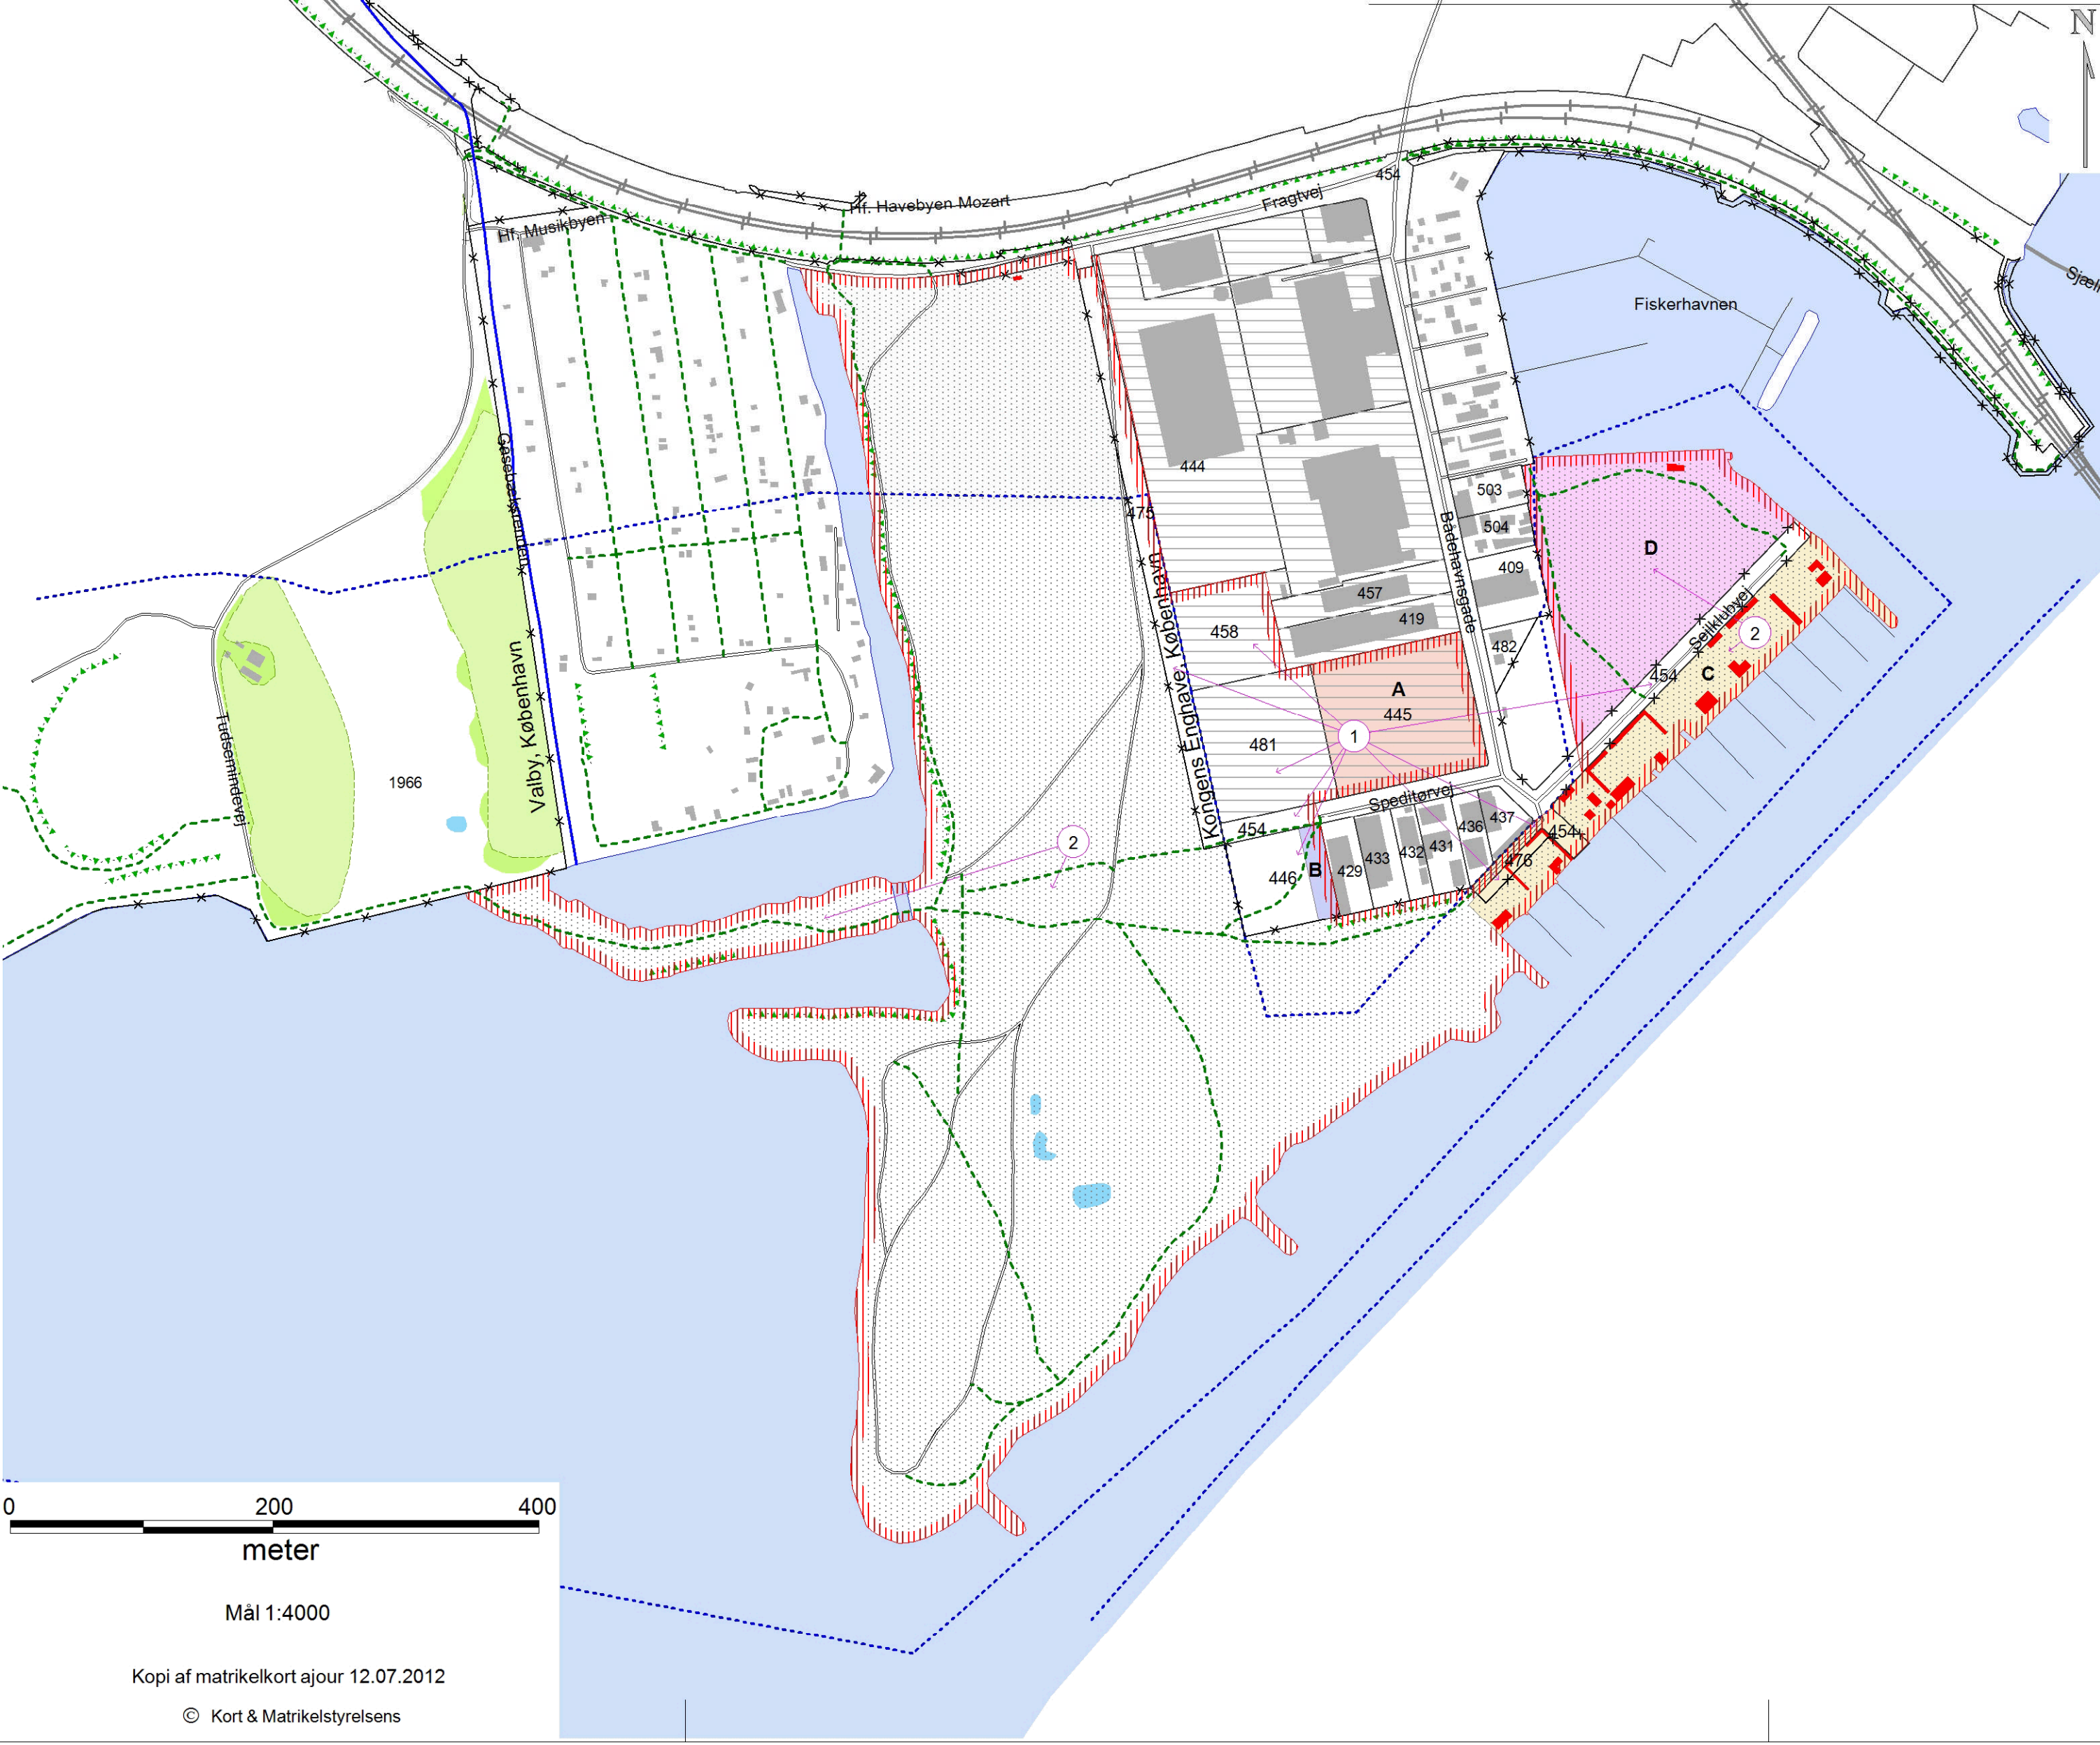 N
454
Fragtvej
Hf. Havebyen Mozart
Hf. Musikbyen
Fiskerhavnen
444
503
475
504
D
409
Bådehavnsgade
457
419
458
482
2
Sejlklubvej
454
C
A
445
1
481
Kongens Enghave, København
Gåsebækrenden
Valby, København
Tudsemindevej
1966
Speditørvej
437
436
454
454
431
432
433
476
429
B
446
2
0 200 400
meter
Mål 1:4000
Kopi af matrikelkort ajour 12.07.2012
© Kort & Matrikelstyrelsens